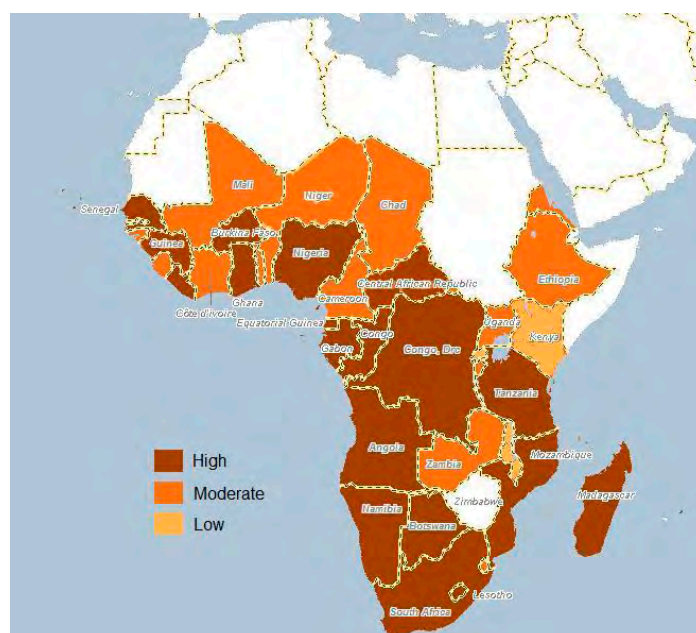 Mali
Niger
Chad
Senegal
Burkina Faso
Guinea
Nigeria
Ethiopia
Central African Republic
Ghana
Cameroon
Côte d'Ivoire
Equatorial Guinea
Uganda
Congo
Kenya
Gabon
Congo, Drc
Tanzania
Angola
High
Mozambique
Zambia
Moderate
Madagascar
Zimbabwe
Namibia
Low
Botswana
Lesotho
South Africa